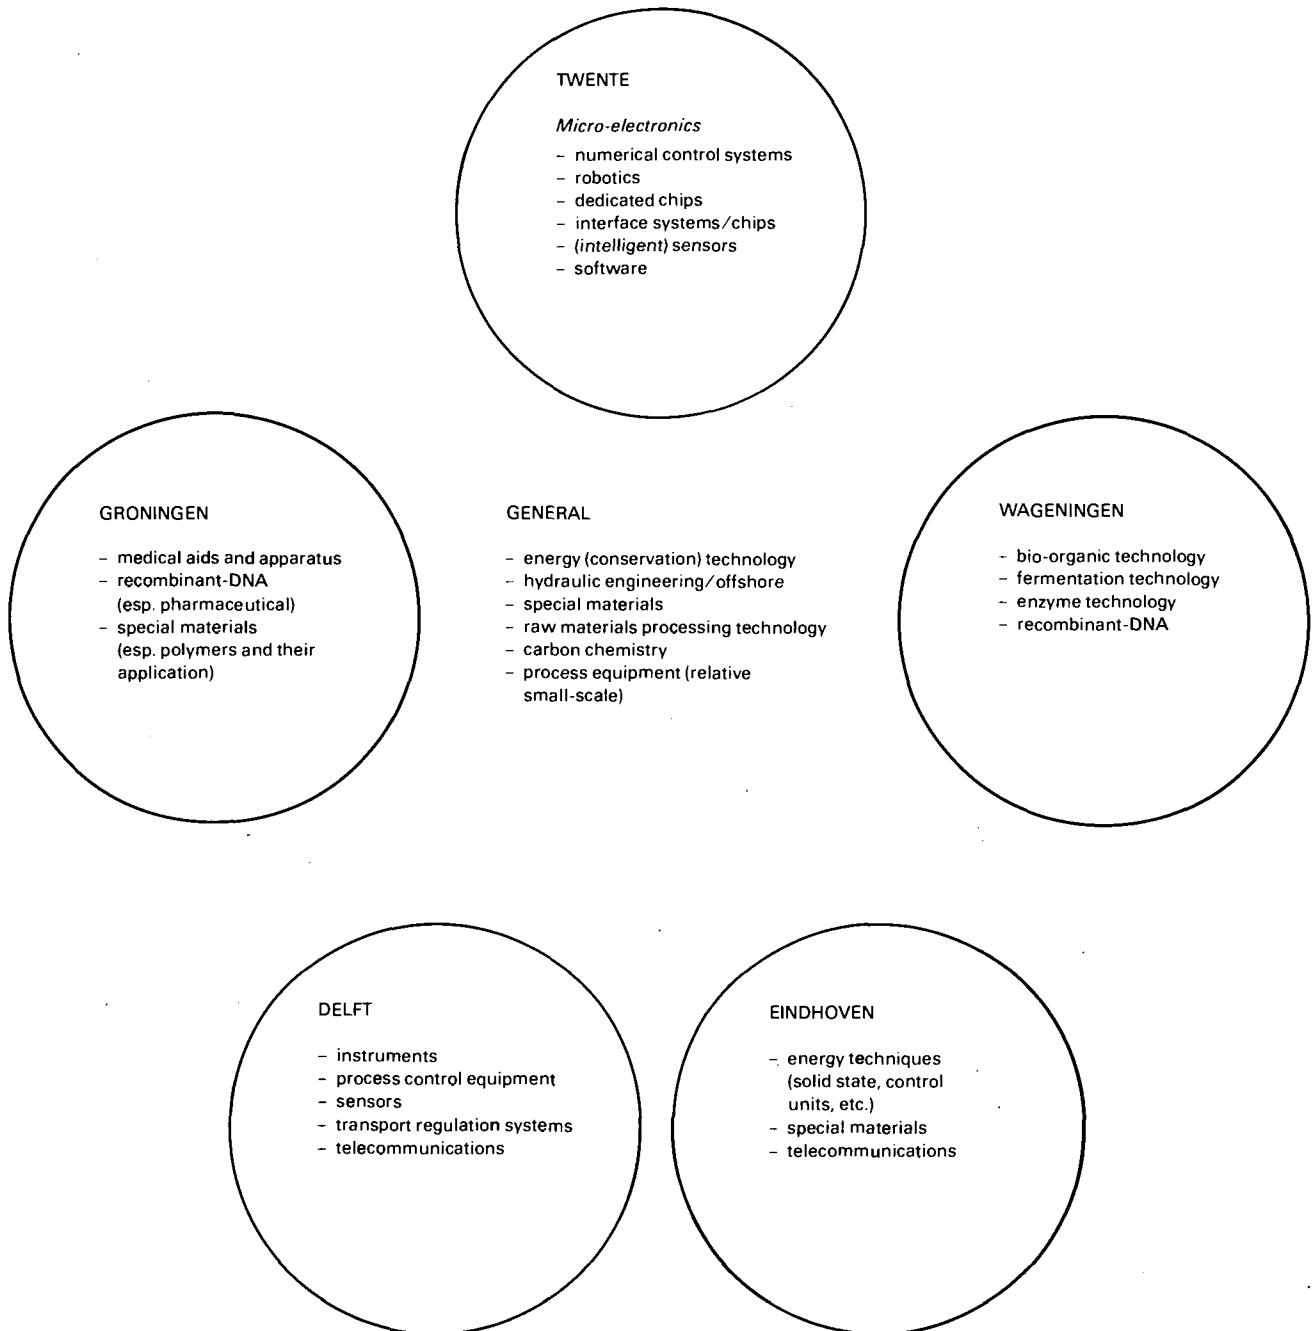 TWENTE
Micro-electronics
– numerical control systems
– robotics
– dedicated chips
– interface systems/chips
– (intelligent) sensors
– software
GRONINGEN
– medical aids and apparatus
– recombinant-DNA
(esp. pharmaceutical)
– special materials
(esp. polymers and their
application)
GENERAL
– energy (conservation) technology
– hydraulic engineering/offshore
– special materials
– raw materials processing technology
– carbon chemistry
– process equipment (relative
small-scale)
WAGENINGEN
– bio-organic technology
– fermentation technology
– enzyme technology
– recombinant-DNA
DELFT
– instruments
– process control equipment
– sensors
– transport regulation systems
– telecommunications
EINDHOVEN
– energy techniques
(solid state, control
units, etc.)
– special materials
– telecommunications